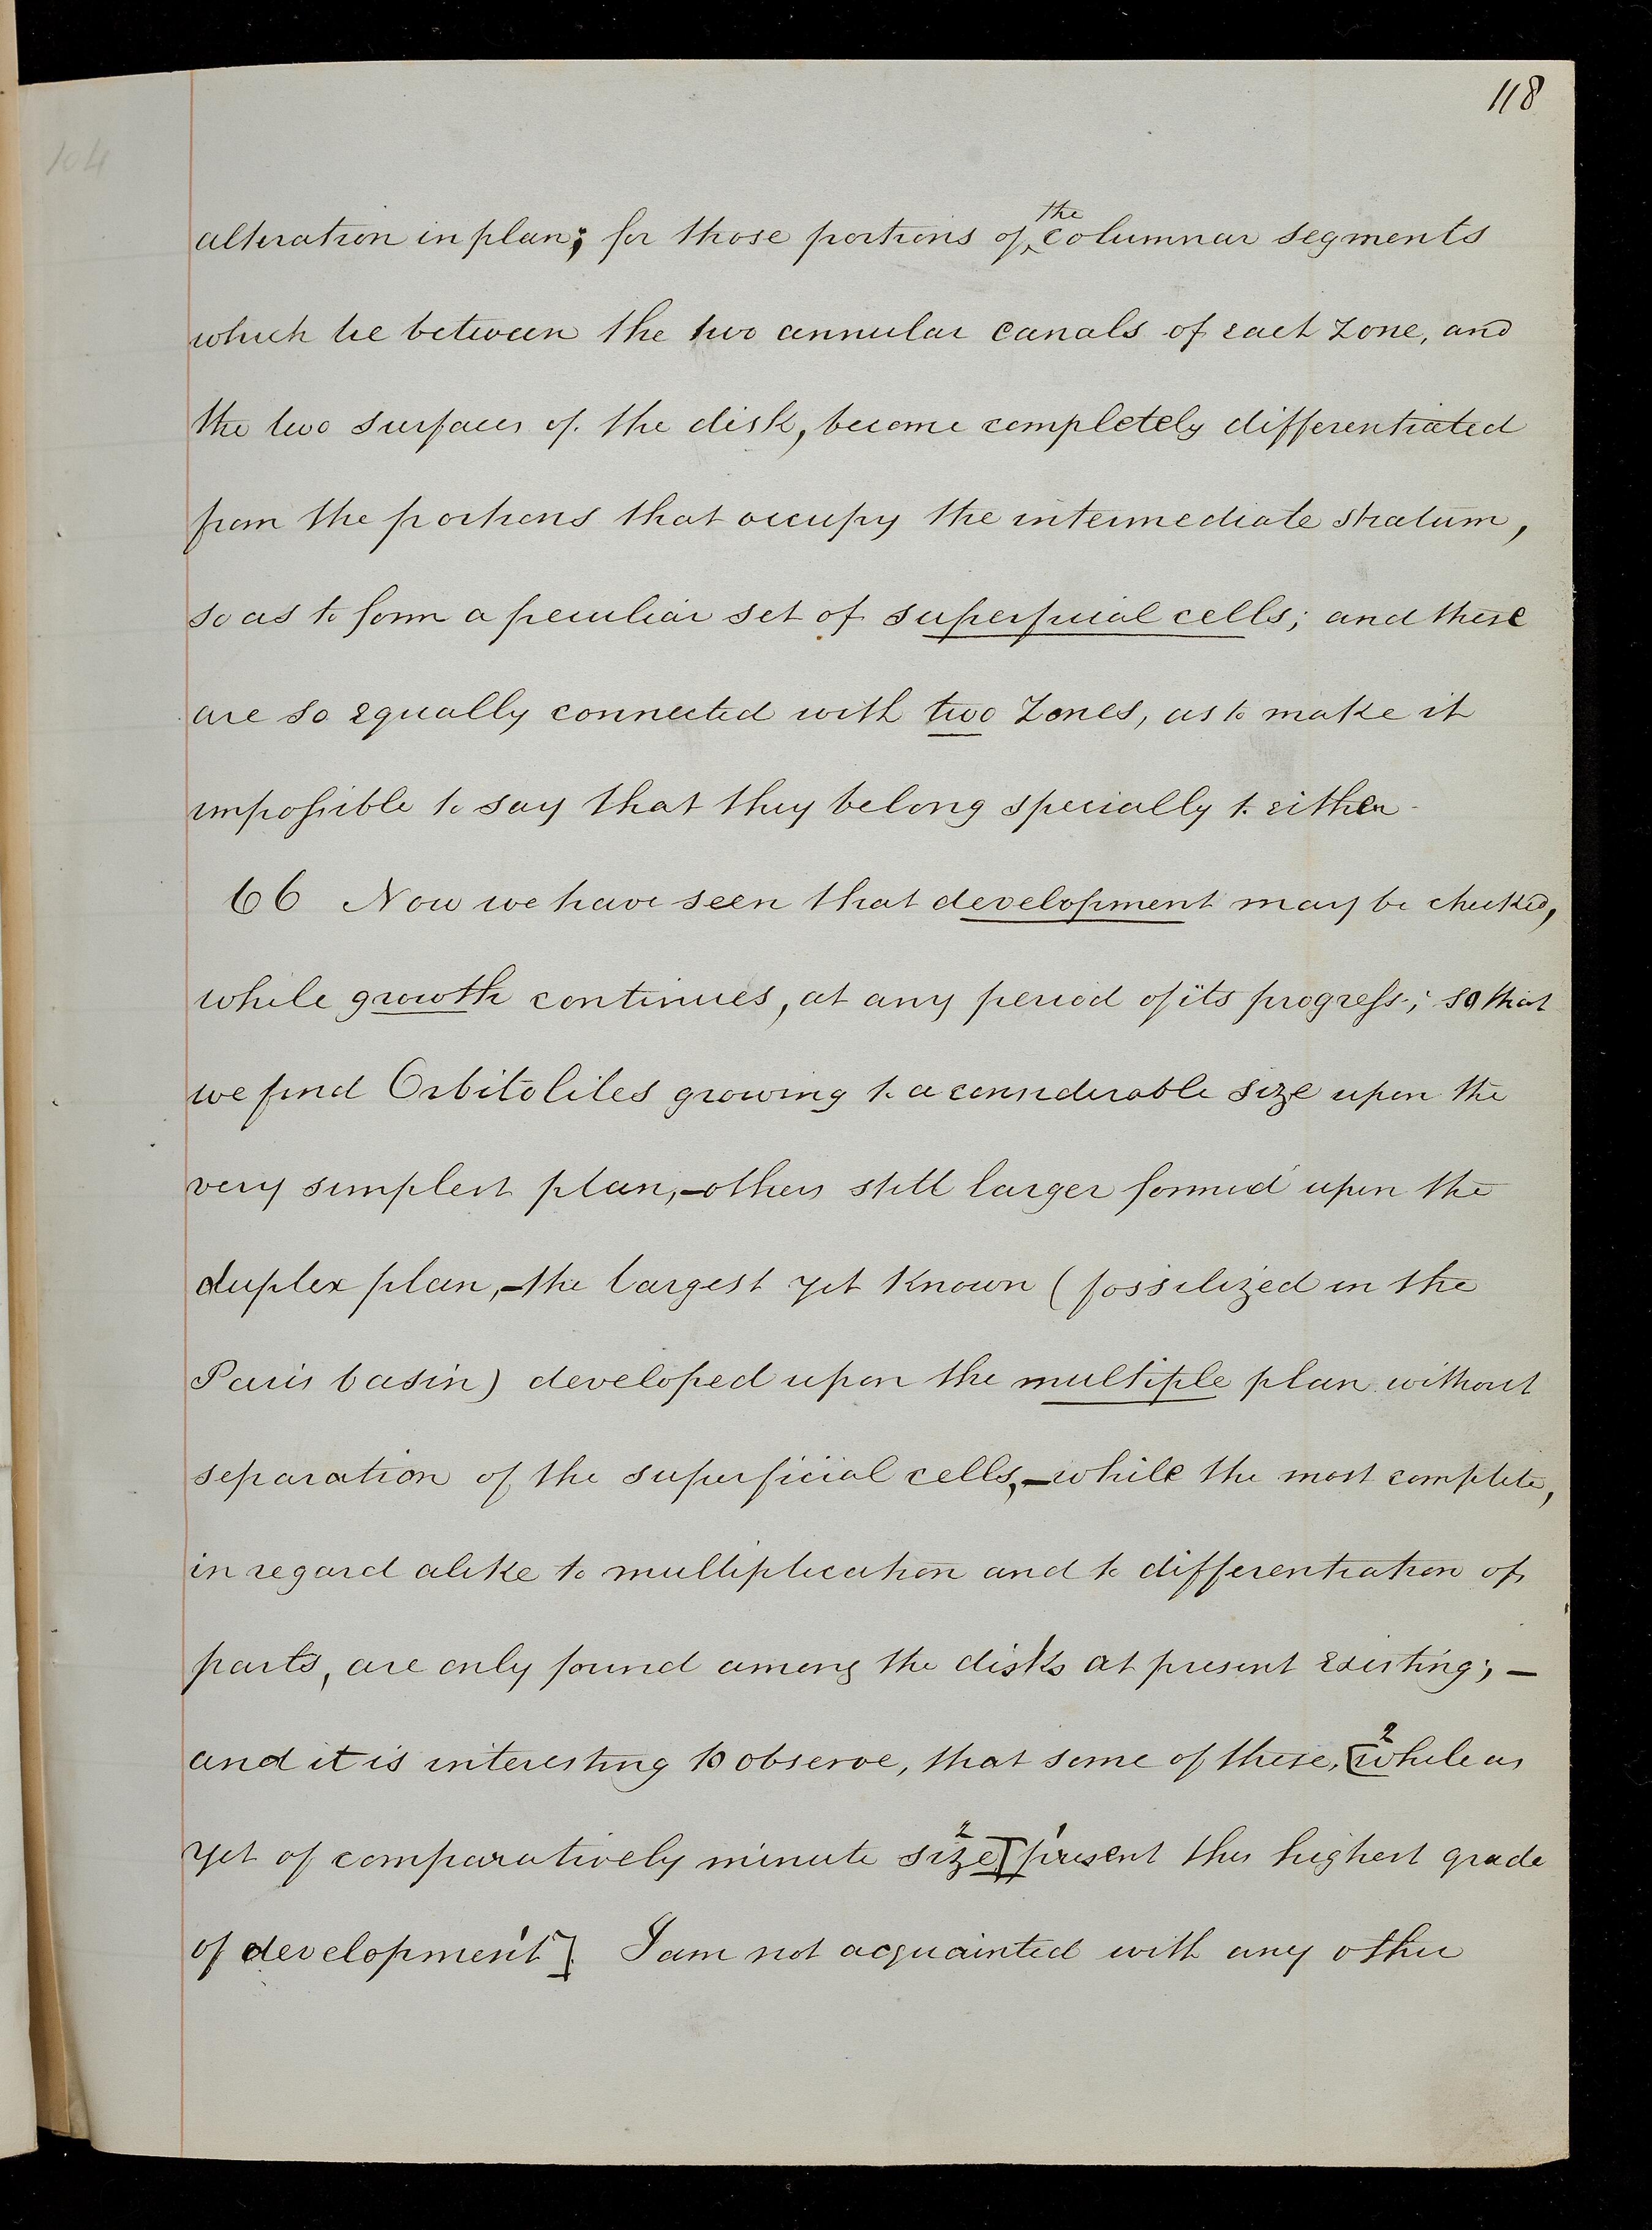 118
104
alteration in plan; for those portions of the columnar segments
which lie between the two annular canals of each zone, and
the two surfaces of the disk, become completely differentiated
from the portions that occupy the intermediate stratum,
so as to form a peculiar set of superficial cells; and these
are so equally connected with two zones, as to make it
impossible to say that they belong specially to either.
66 Now we have seen that development may be checked,
while growth continues, at any period of its progress; so that
we find Orbitolites growing to a considerable size upon the
very simplest plan,—others still larger formed upon the
duplex plan,—the largest yet known (fossilized in the
Paris basin) developed upon the multiple plan without
separation of the superficial cells,—while the most complete,
in regard alike to multiplication and to differentiation of
parts, are only found among the disks at present existing;—
and it is interesting to observe, that some of these, [2 while as
yet of comparatively minute size 2] [1 present the highest grade
of development 1]. I am not acquainted with any other